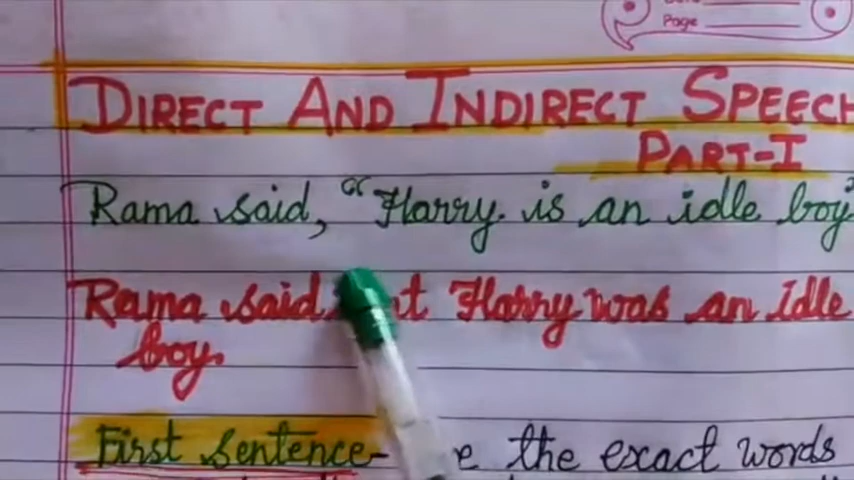 Page
DIRECT AND INDIRECT SPEECH
PART-I
Rama said, "Harry is an idle boy"
Rama said Harry was an idle
boy.
First Sentence- the exact words